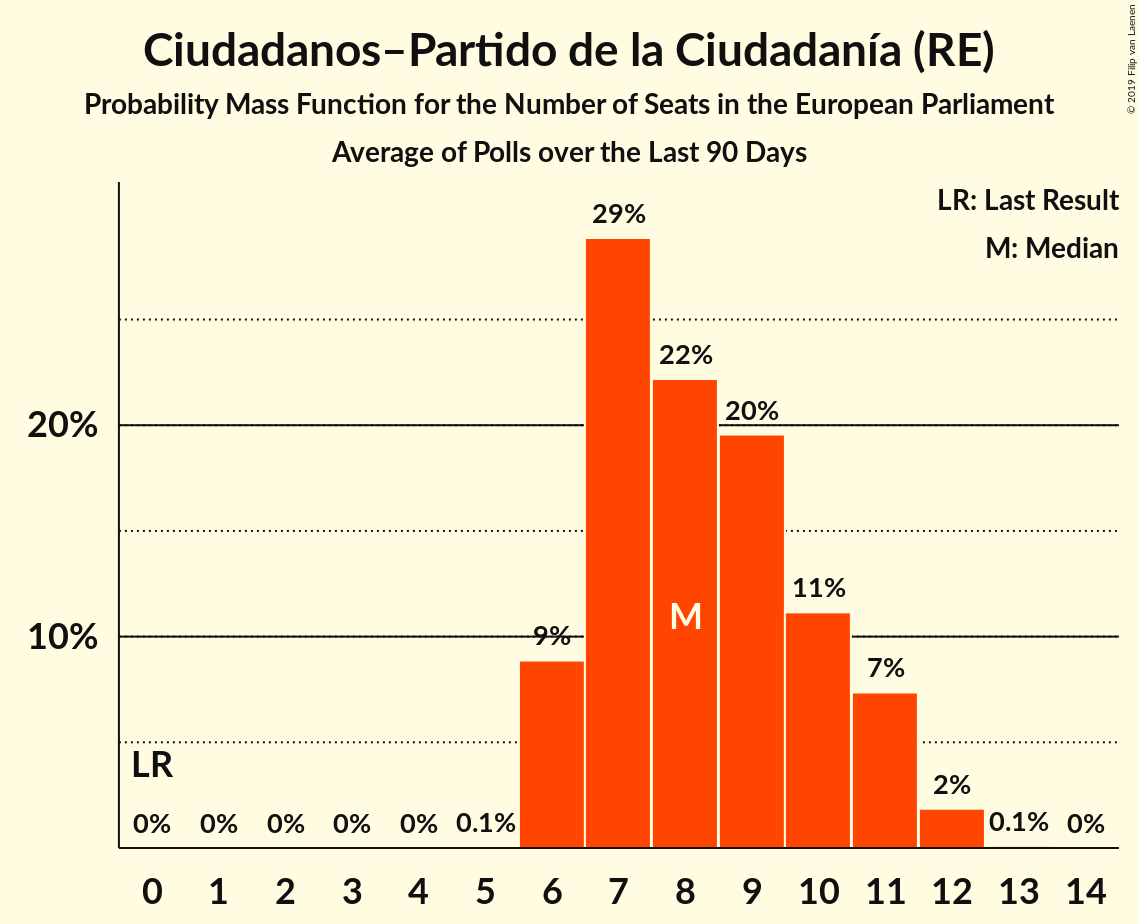 Ciudadanos–Partido de la Ciudadanía (RE)
Probability Mass Function for the Number of Seats in the European Parliament
Average of Polls over the Last 90 Days
© 2019 Filip van Laenen
LR: Last Result
M: Median
29%
22%
20%
20%
11%
10%
9%
M
7%
LR
2%
0% 0% 0% 0% 0% 0.1% 0.1% 0%
0 1 2 3 4 5 6 7 8 9 10 11 12 13 14